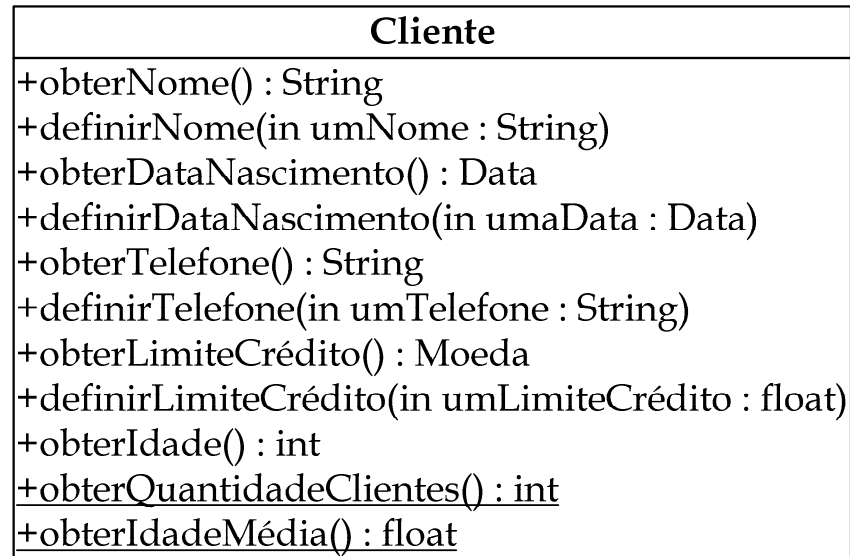 Cliente
+obterNome() : String
+definirNome(in umNome : String)
+obterDataNascimento() : Data
+definirDataNascimento(in umaData : Data)
+obterTelefone() : String
+definirTelefone(in umTelefone : String)
+obterLimiteCrédito() : Moeda
+definirLimiteCrédito(in umLimiteCrédito : float)
+obterIdade() : int
+obterQuantidadeClientes() : int
+obterIdadeMédia() : float